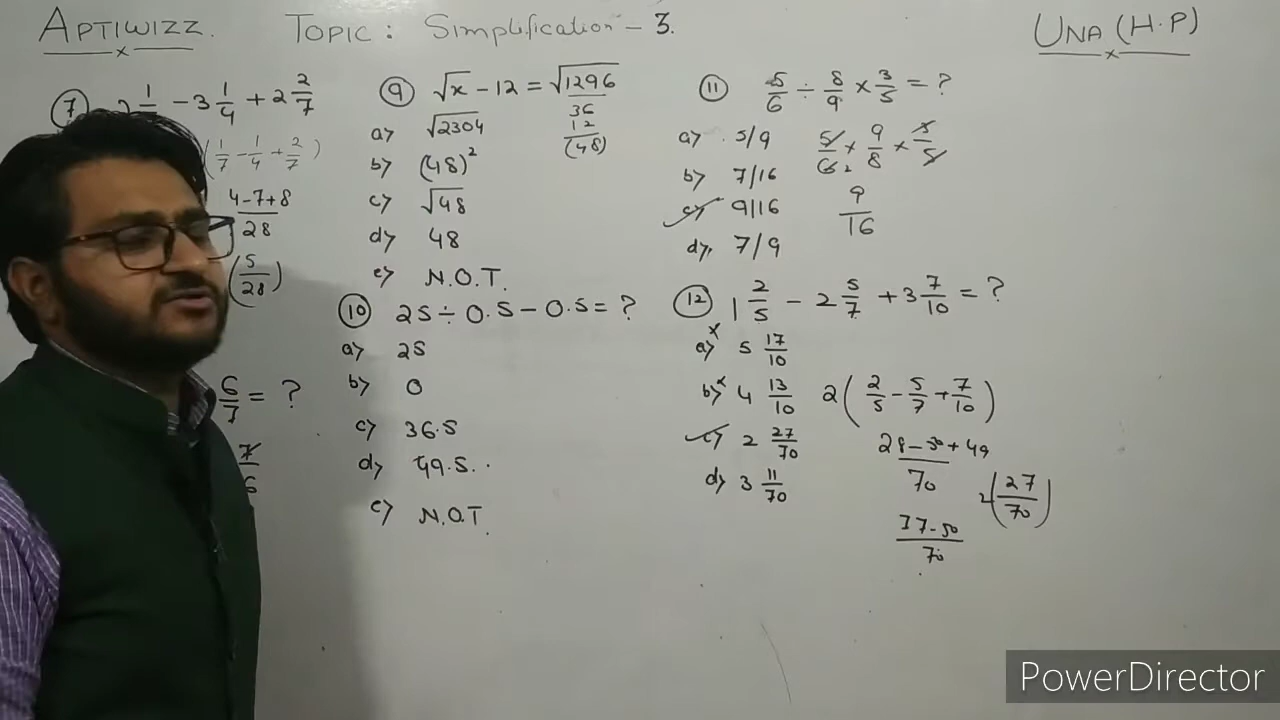 APTIWIZZ. TOPIC: Simplification - 3. UNA (H.P)
7 1/ - 3 1/4 + 2 2/7
(1/7 - 1/4 + 2/7)
4-7+8/28
(5/28)
6/7 = ?
7/6
9 √x - 12 = √1296
36
12
(48)
a> √2304
b> (48)²
c> √48
d> 48
e> N.O.T.
10 25 ÷ 0.5 - 0.5 = ?
a> 25
b> 0
c> 36.5
d> 49.5.
e> N.O.T.
11 5/6 ÷ 8/9 × 3/5 = ?
a> 5/9
b> 7/16
c> 9/16
d> 7/9
5/6 2 × 9/8 × /5
9/16
12 1 2/5 - 2 5/7 + 3 7/10 = ?
a> x 5 17/10
b> x 4 13/10
c> 2 27/70
d> 3 11/70
2(2/5 - 5/7 + 7/10)
28-50+49/70
2(27/70)
77-50/70
PowerDirector